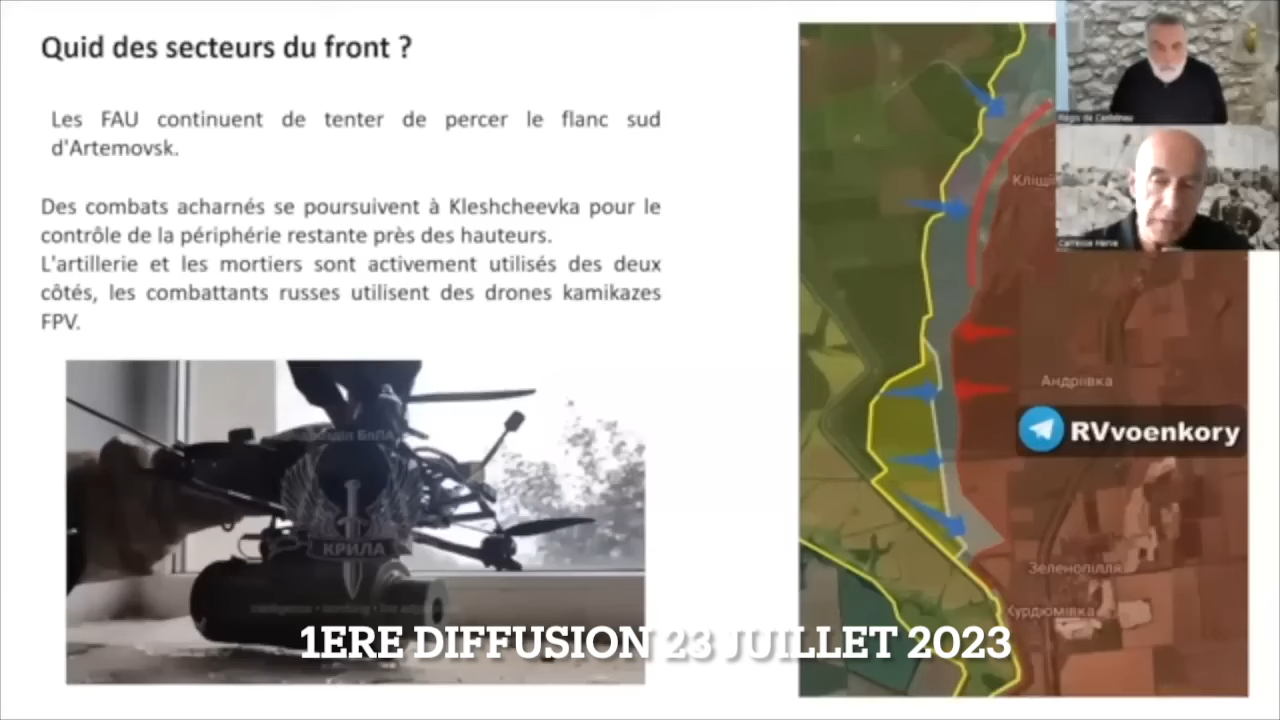 Quid des secteurs du front ?
Les FAU continuent de tenter de percer le flanc sud
d'Artemovsk.
Des combats acharnés se poursuivent à Kleshcheevka pour le
contrôle de la périphérie restante près des hauteurs.
L'artillerie et les mortiers sont activement utilisés des deux
côtés, les combattants russes utilisent des drones kamikazes
FPV.
КРИЛА
1ERE DIFFUSION 23 JUILLET 2023
Андріївка
RVvoenkory
Зеленопілля
Курдюмівка